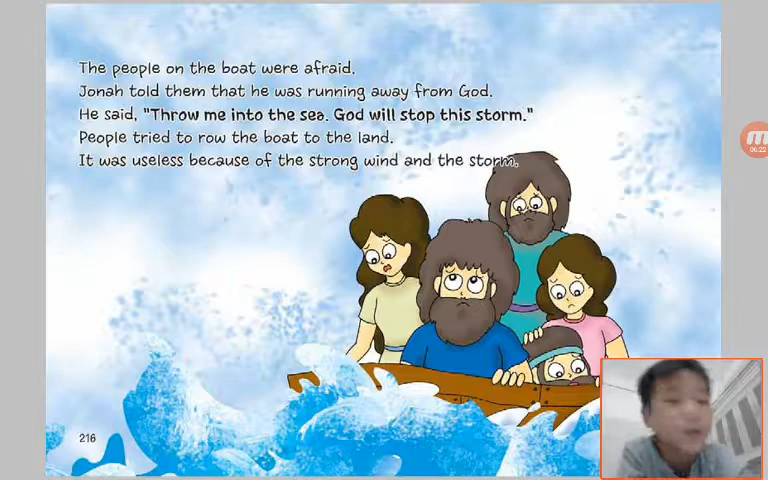 The people on the boat were afraid.
Jonah told them that he was running away from God.
He said, "Throw me into the sea. God will stop this storm."
People tried to row the boat to the land.
It was useless because of the strong wind and the storm.
216
06:22